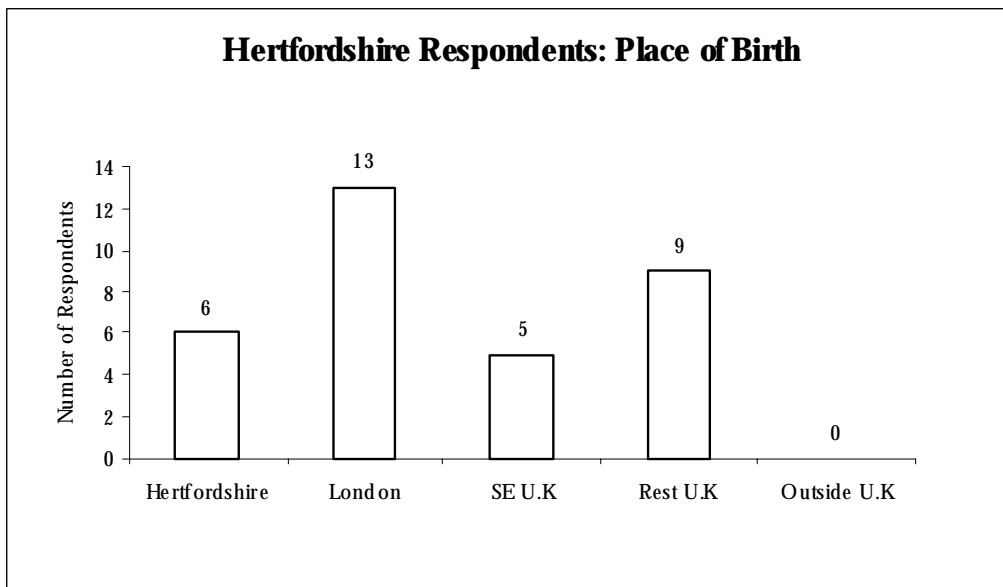 Hertfordshire Respondents: Place of Birth
Number of Respondents
14
12
10
8
6
4
2
0
6
13
5
9
0
Hertfordshire
London
SE U.K
Rest U.K
Outside U.K